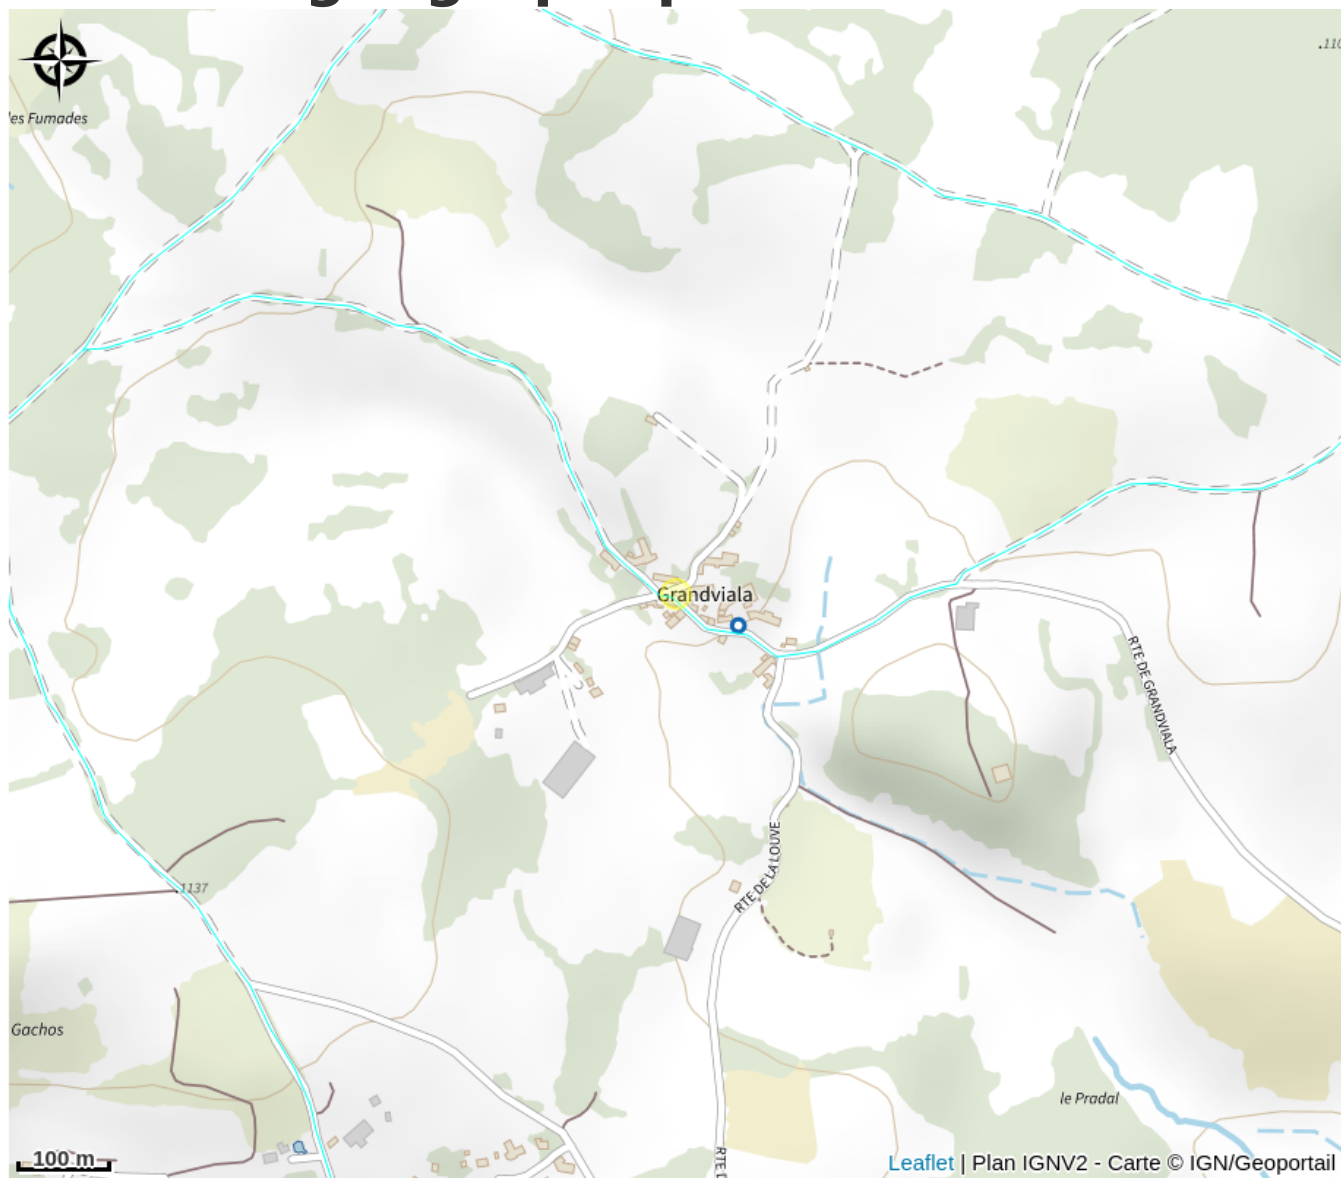 les Fumades
Grandviala
RTE DE GRANDVIALA
RTE DE LA LOUVE
1137
Gachos
le Pradal
100 m
Leaflet | Plan IGNV2 - Carte © IGN/Geoportail